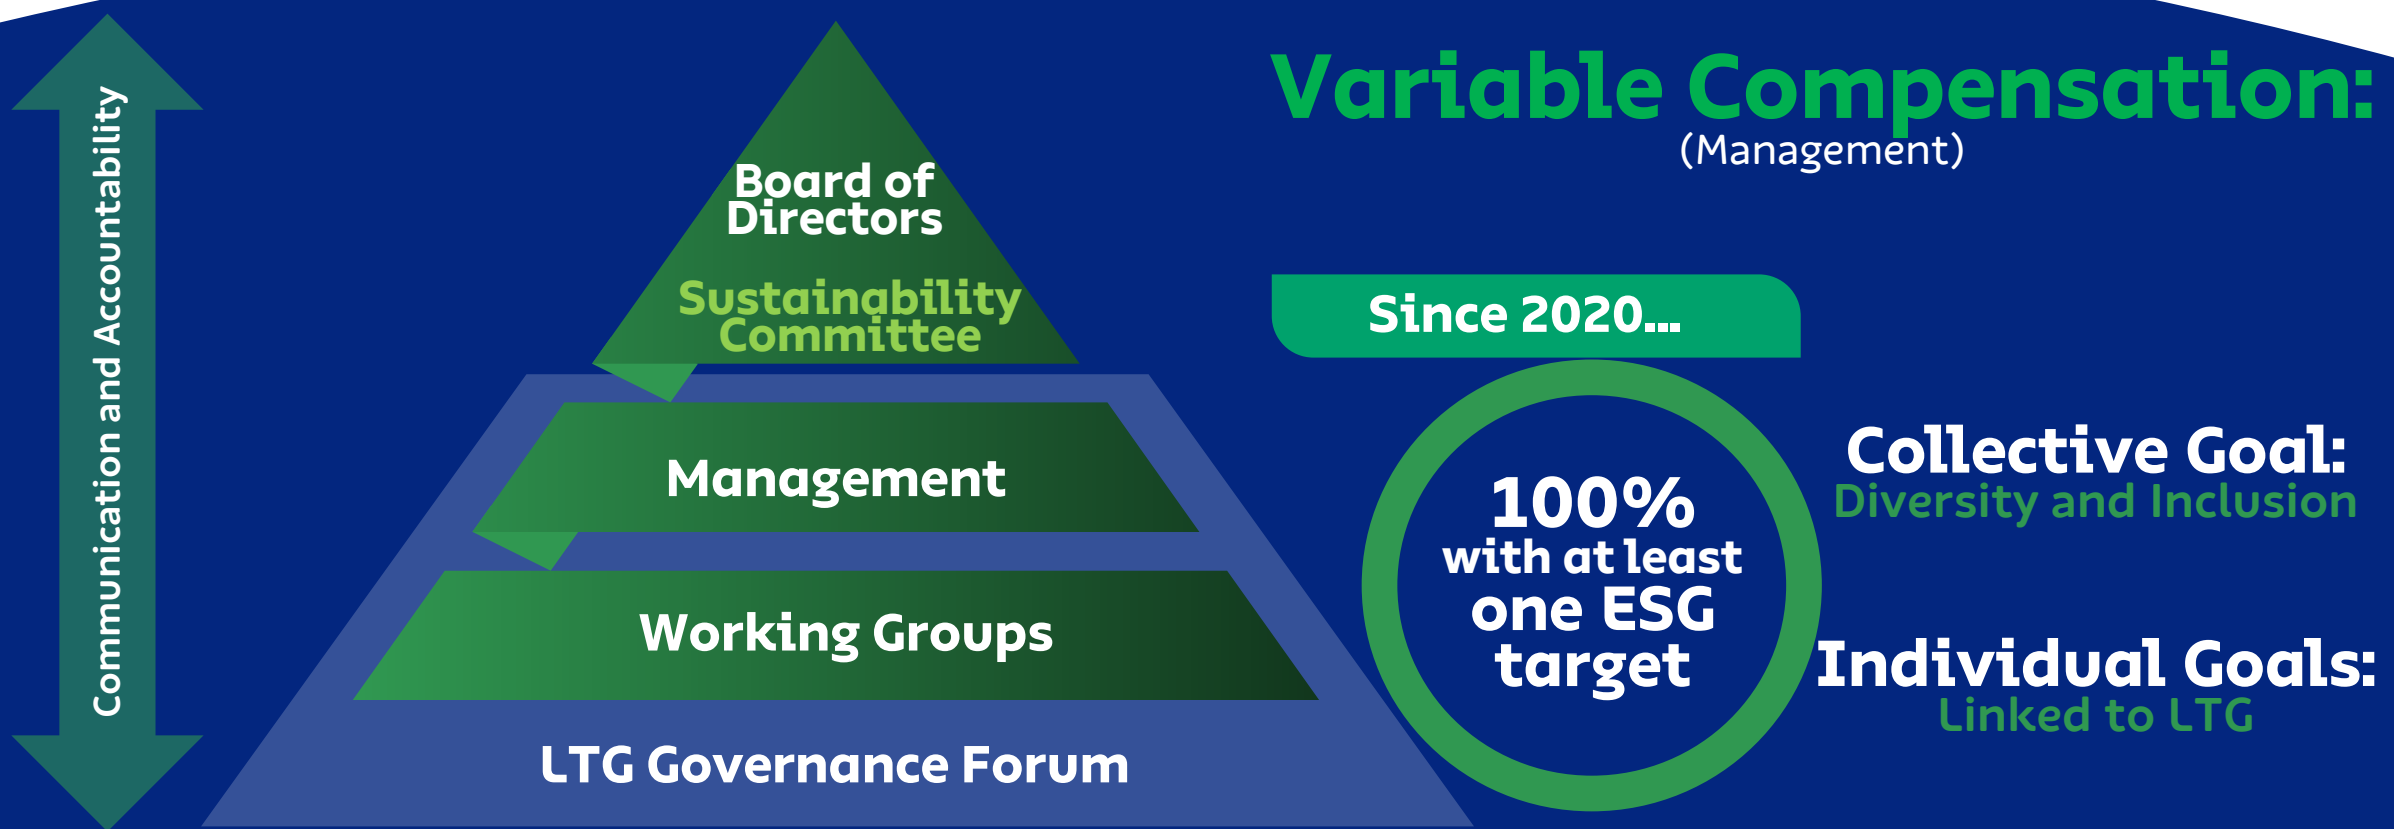 Communication and Accountability
Board of
Directors
Sustainability
Committee
Management
Working Groups
LTG Governance Forum
Variable Compensation:
(Management)
Since 2020...
100%
with at least
one ESG
target
Collective Goal:
Diversity and Inclusion
Individual Goals:
Linked to LTG